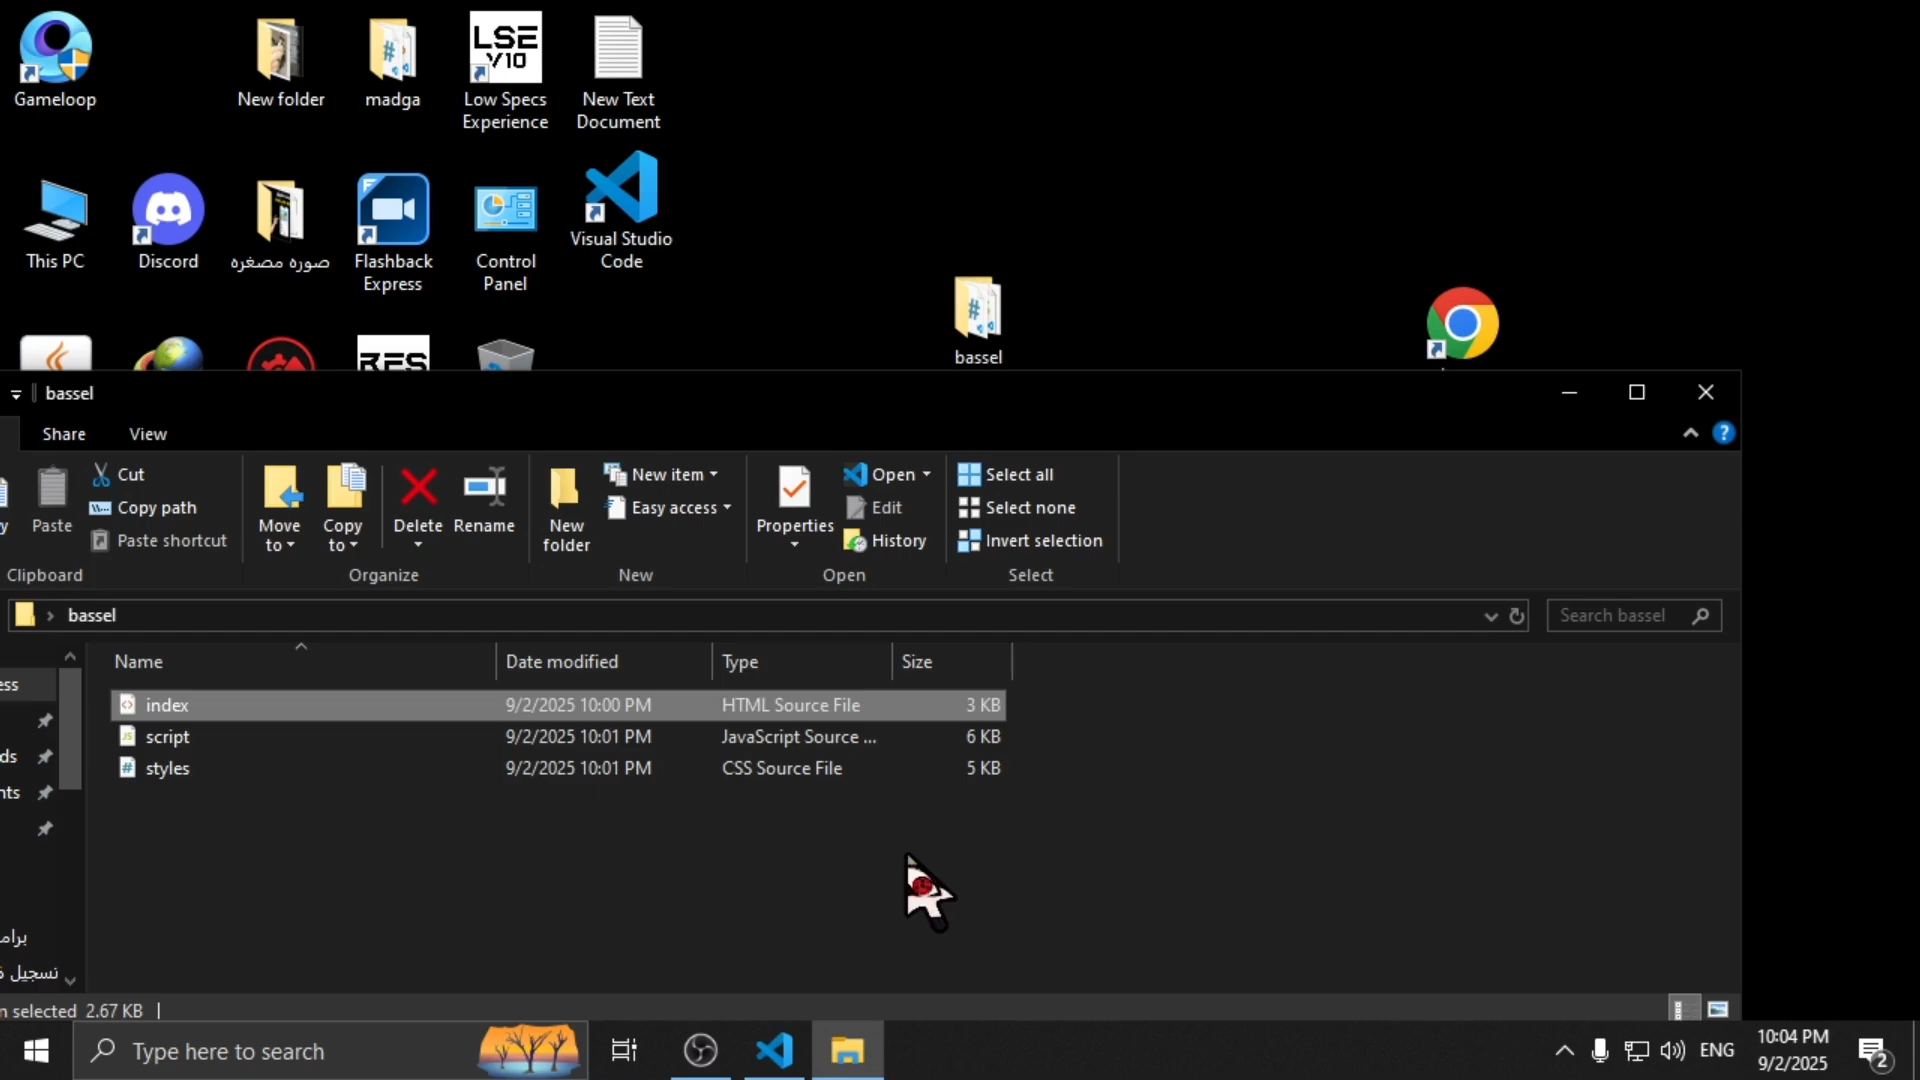 LSE
V10
Gameloop
New folder
madga
Low Specs
Experience
New Text
Document
This PC
Discord
صوره مصغره
Flashback
Express
Control
Panel
Visual Studio
Code
bassel
RES
bassel
Share
View
Paste
Cut
Copy path
Paste shortcut
Move
to
Copy
to
Delete
Rename
New
folder
New item
Easy access
Properties
Open
Edit
History
Select all
Select none
Invert selection
Clipboard
Organize
New
Open
Select
bassel
Search bassel
Name
Date modified
Type
Size
index
9/2/2025 10:00 PM
HTML Source File
3 KB
script
9/2/2025 10:01 PM
JavaScript Source ...
6 KB
styles
9/2/2025 10:01 PM
CSS Source File
5 KB
selected 2.67 KB
Type here to search
ENG
10:04 PM
9/2/2025
2